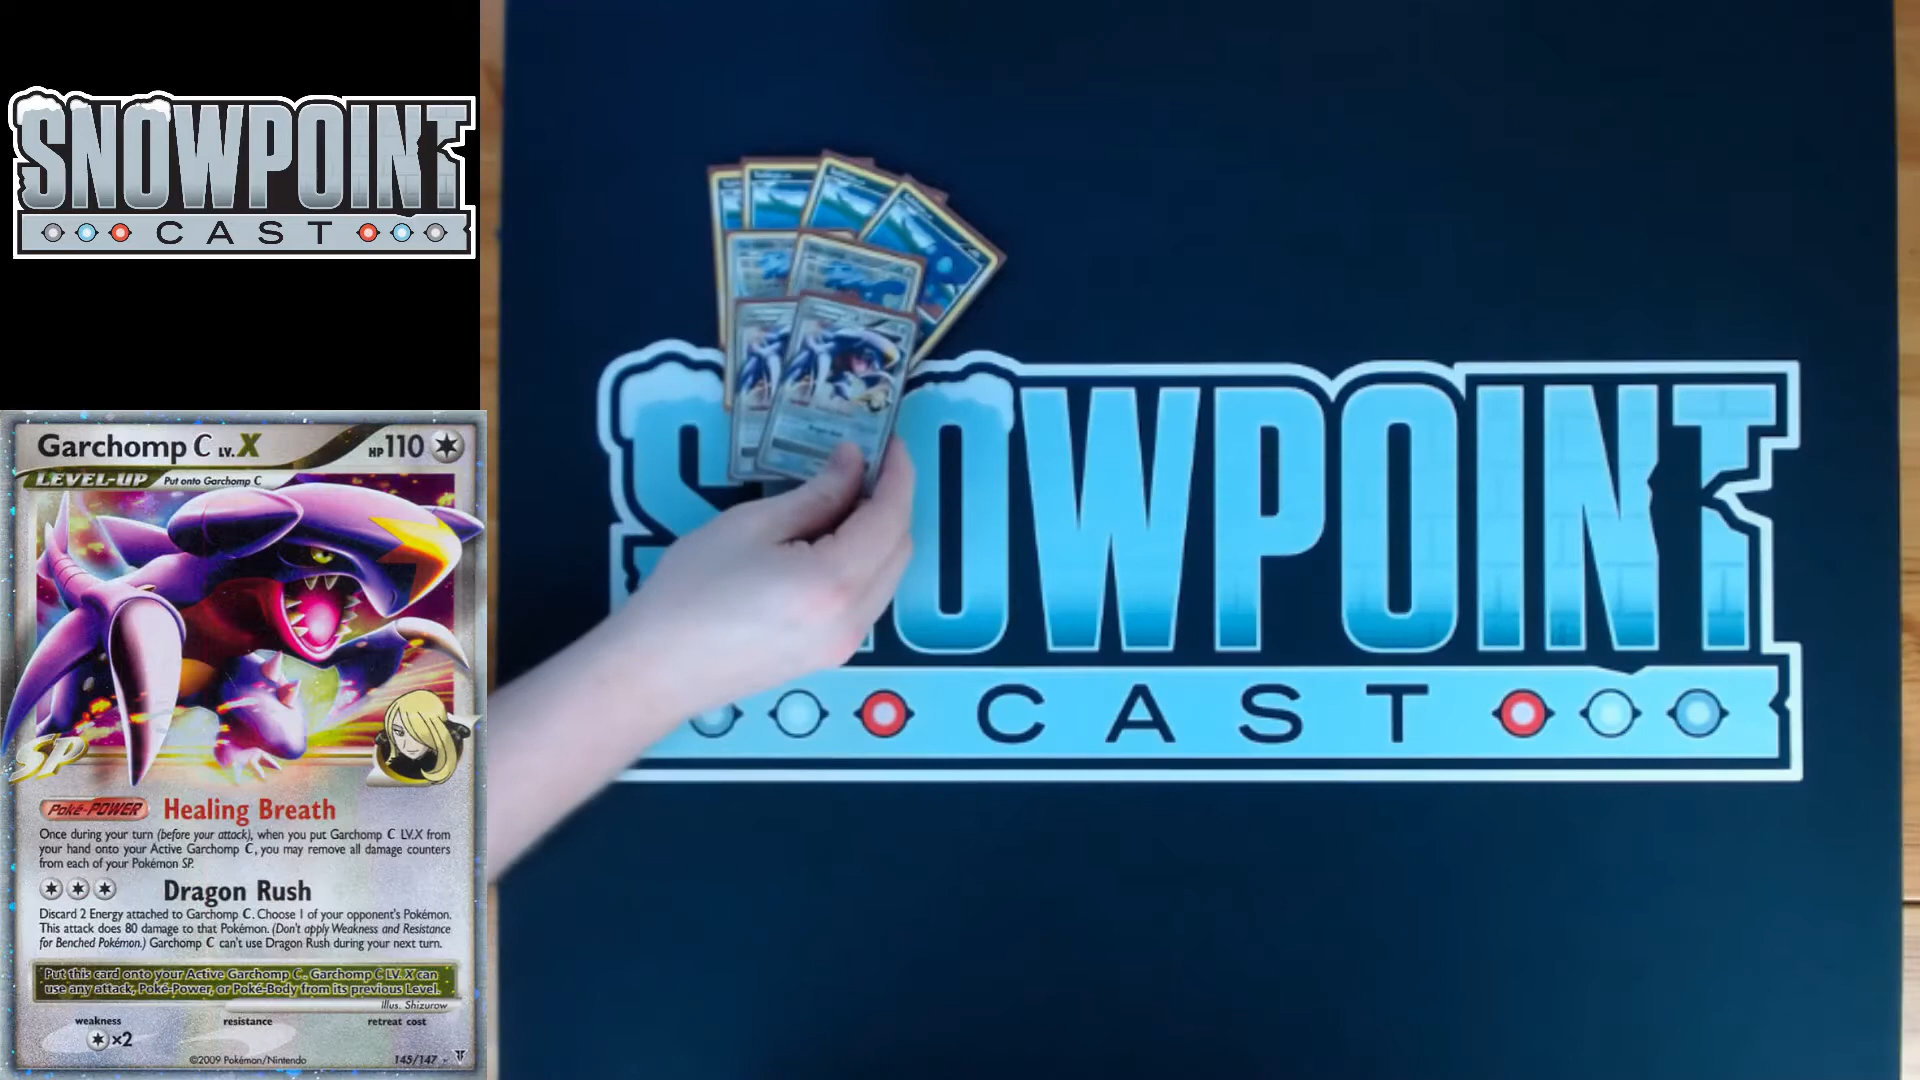 SNOWPOINT
CAST
Garchomp C LV.X HP110
LEVEL-UP Put onto Garchomp C
SP
Poké-POWER Healing Breath
Once during your turn (before your attack), when you put Garchomp C LV.X from
your hand onto your Active Garchomp C, you may remove all damage counters
from each of your Pokémon SP.
Dragon Rush
Discard 2 Energy attached to Garchomp C. Choose 1 of your opponent's Pokémon.
This attack does 80 damage to that Pokémon. (Don't apply Weakness and Resistance
for Benched Pokémon.) Garchomp C can't use Dragon Rush during your next turn.
Put this card onto your Active Garchomp C. Garchomp C LV.X can
use any attack, Poké-Power, or Poké-Body from its previous Level.
Illus. Shizurow
weakness resistance retreat cost
×2
©2009 Pokémon/Nintendo 145/147
SNOWPOINT
CAST